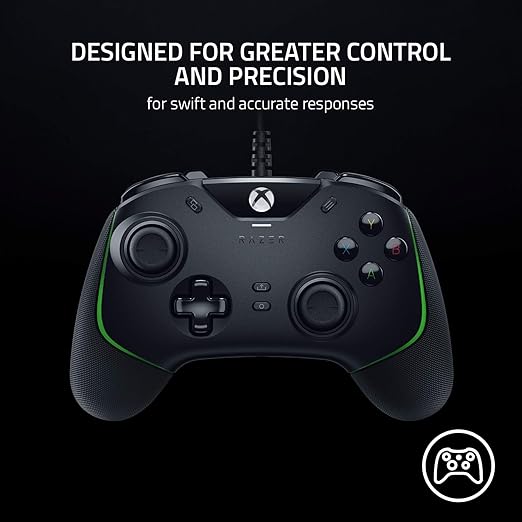 DESIGNED FOR GREATER CONTROL
AND PRECISION
for swift and accurate responses
RAZER
Y
X
B
A